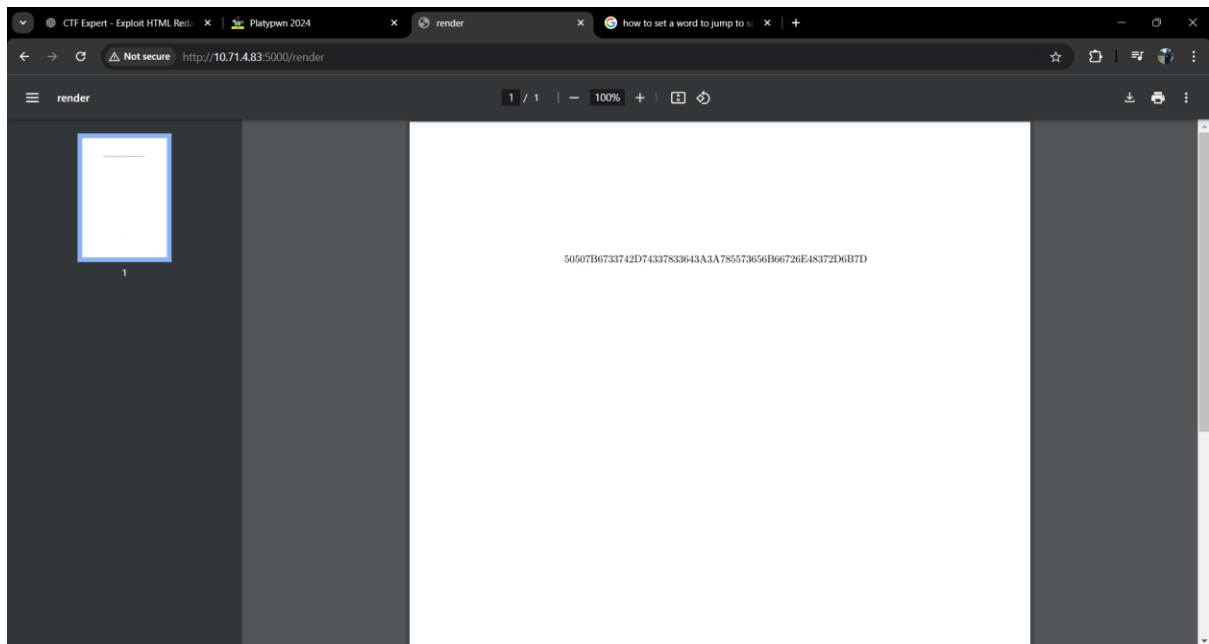 CTF Expert - Exploit HTML Reda
Platypwn 2024
render
how to set a word to jump to s
Not secure
http://10.71.4.83:5000/render
render
1 / 1
100%
50507B6733742D74337833643A3A785573656B66726E48372D6B7D
1